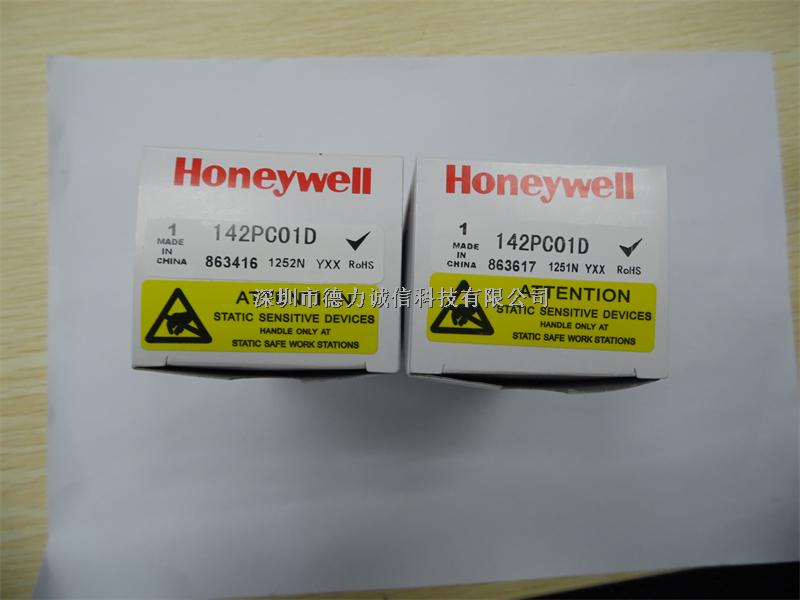 Honeywell
1 142PC01D
MADE
IN
CHINA 863416 1252N YXX RoHS
ATTENTION
STATIC SENSITIVE DEVICES
HANDLE ONLY AT
STATIC SAFE WORK STATIONS
Honeywell
1 142PC01D
MADE
IN
CHINA 863617 1251N YXX RoHS
ATTENTION
STATIC SENSITIVE DEVICES
HANDLE ONLY AT
STATIC SAFE WORK STATIONS
深圳市德力诚信科技有限公司